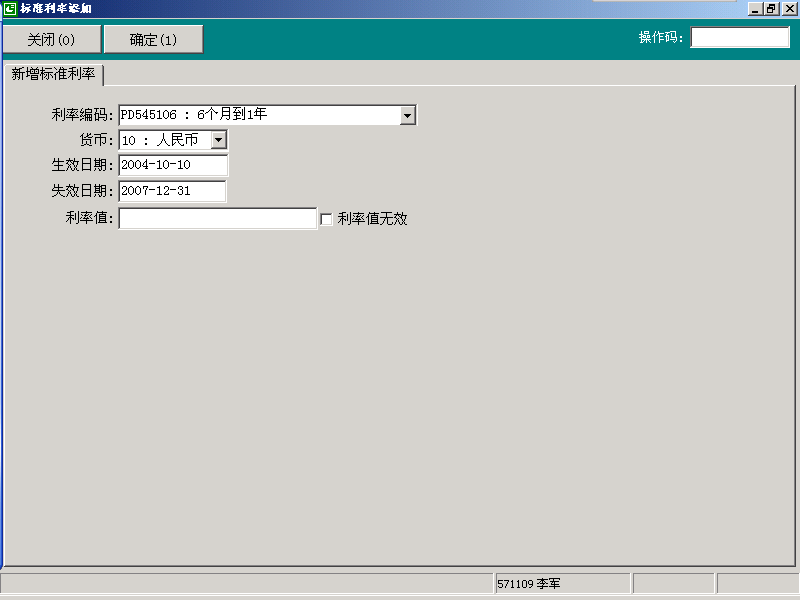 标准利率添加
关闭(0) 确定(1) 操作码:
新增标准利率
利率编码: PD545106 : 6个月到1年
货币: 10 : 人民币
生效日期: 2004-10-10
失效日期: 2007-12-31
利率值: 利率值无效
571109 李军